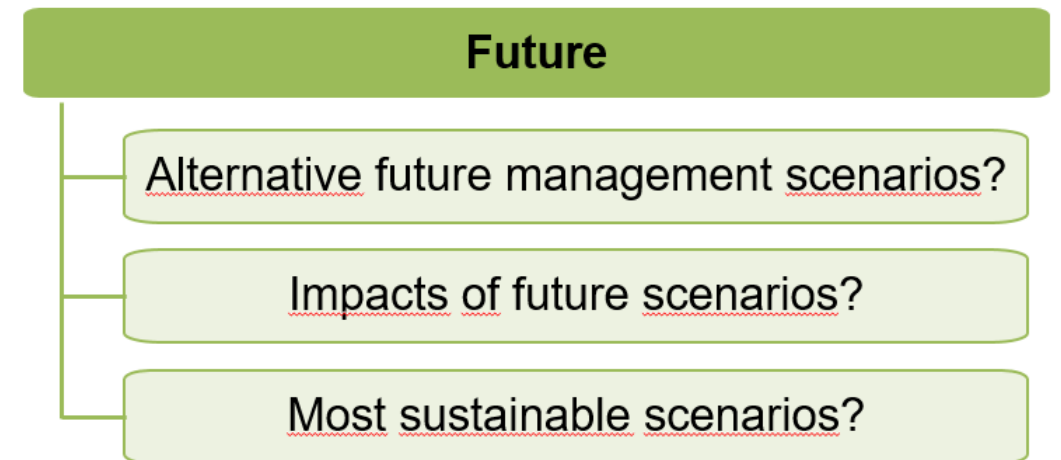 Future
Alternative future management scenarios?
Impacts of future scenarios?
Most sustainable scenarios?